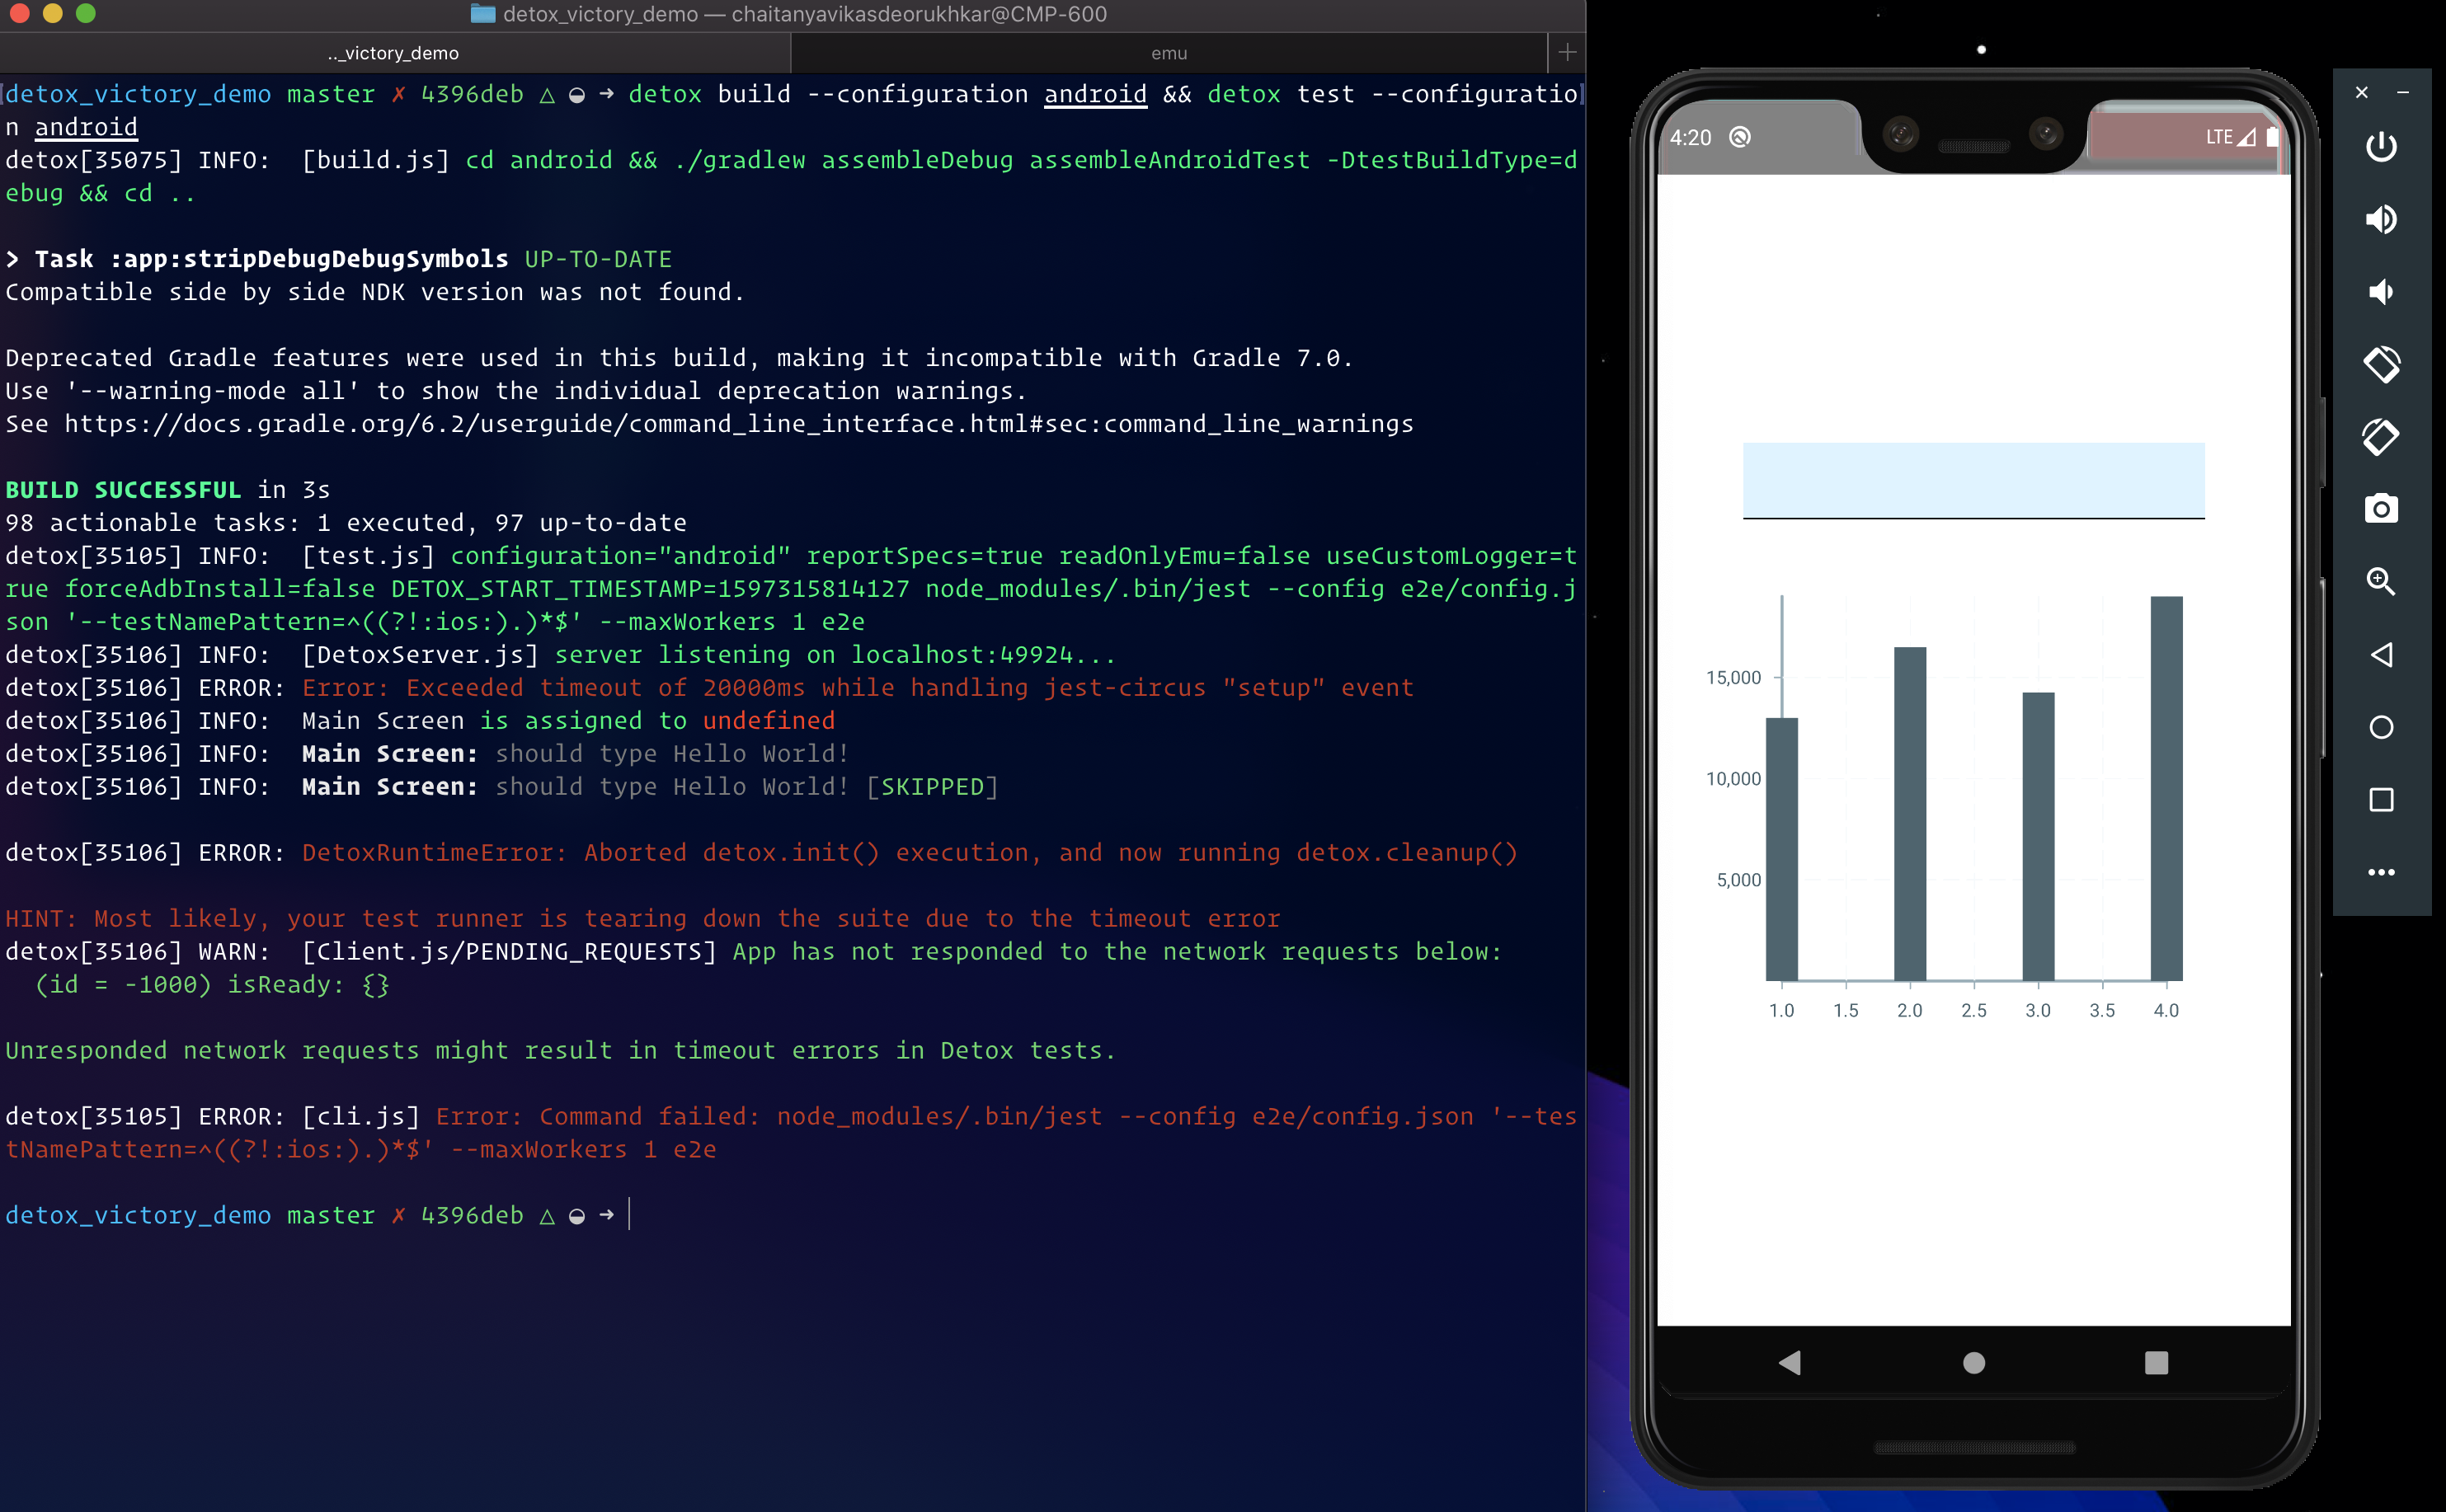 detox_victory_demo — chaitanyavikasdeorukhkar@CMP-600
.._victory_demo
emu
detox_victory_demo master ✗ 4396deb △ ◒ ➜ detox build --configuration android && detox test --configuratio
n android
detox[35075] INFO:  [build.js] cd android && ./gradlew assembleDebug assembleAndroidTest -DtestBuildType=d
ebug && cd ..
> Task :app:stripDebugDebugSymbols UP-TO-DATE
Compatible side by side NDK version was not found.
Deprecated Gradle features were used in this build, making it incompatible with Gradle 7.0.
Use '--warning-mode all' to show the individual deprecation warnings.
See https://docs.gradle.org/6.2/userguide/command_line_interface.html#sec:command_line_warnings
BUILD SUCCESSFUL in 3s
98 actionable tasks: 1 executed, 97 up-to-date
detox[35105] INFO:  [test.js] configuration="android" reportSpecs=true readOnlyEmu=false useCustomLogger=t
rue forceAdbInstall=false DETOX_START_TIMESTAMP=1597315814127 node_modules/.bin/jest --config e2e/config.j
son '--testNamePattern=^((?!:ios:).)*$' --maxWorkers 1 e2e
detox[35106] INFO:  [DetoxServer.js] server listening on localhost:49924...
detox[35106] ERROR: Error: Exceeded timeout of 20000ms while handling jest-circus "setup" event
detox[35106] INFO:  Main Screen is assigned to undefined
detox[35106] INFO:  Main Screen: should type Hello World!
detox[35106] INFO:  Main Screen: should type Hello World! [SKIPPED]
detox[35106] ERROR: DetoxRuntimeError: Aborted detox.init() execution, and now running detox.cleanup()
HINT: Most likely, your test runner is tearing down the suite due to the timeout error
detox[35106] WARN:  [Client.js/PENDING_REQUESTS] App has not responded to the network requests below:
  (id = -1000) isReady: {}
Unresponded network requests might result in timeout errors in Detox tests.
detox[35105] ERROR: [cli.js] Error: Command failed: node_modules/.bin/jest --config e2e/config.json '--tes
tNamePattern=^((?!:ios:).)*$' --maxWorkers 1 e2e
detox_victory_demo master ✗ 4396deb △ ◒ ➜
4:20
LTE
15,000
10,000
5,000
1.0 1.5 2.0 2.5 3.0 3.5 4.0